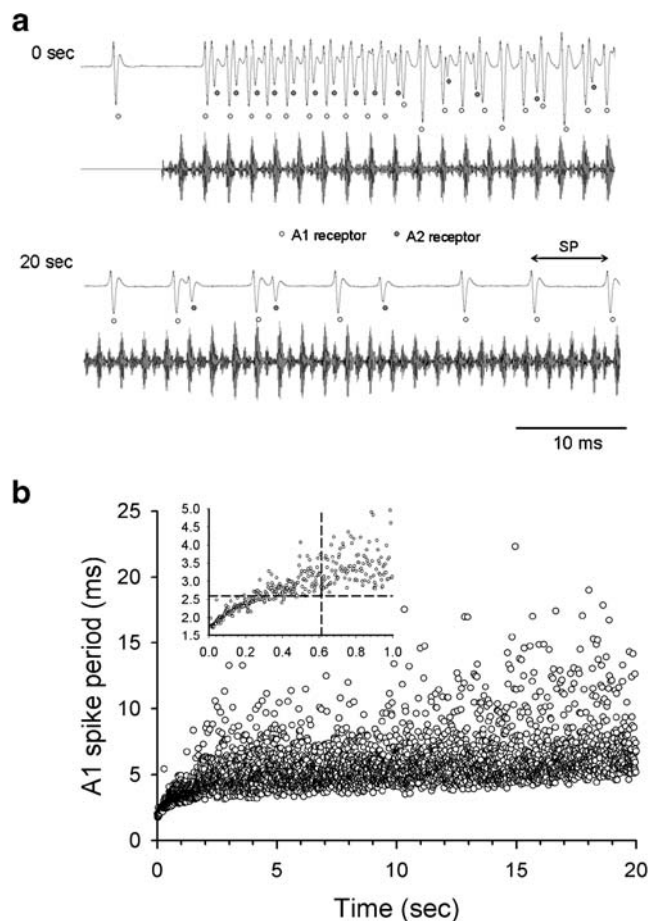 a
0 sec
A1 receptor A2 receptor
SP
20 sec
10 ms
b
25
20
15
10
5
0
A1 spike period (ms)
5.0
4.5
4.0
3.5
3.0
2.5
2.0
1.5
0.0 0.2 0.4 0.6 0.8 1.0
0 5 10 15 20
Time (sec)